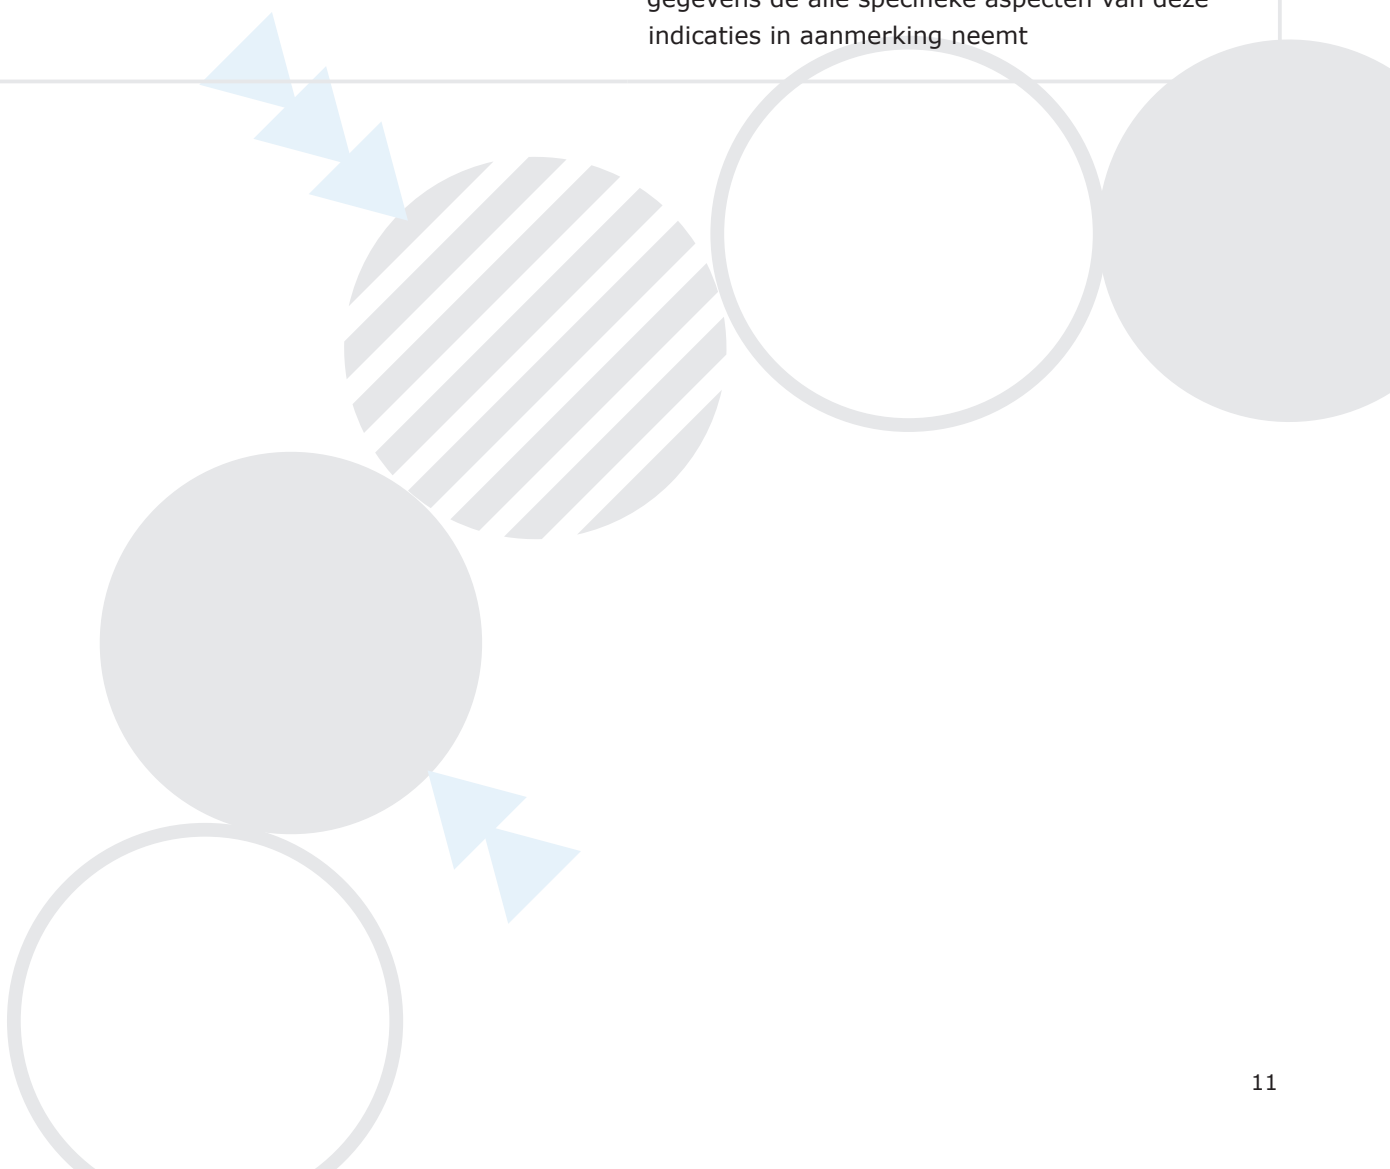 gegevens de alle specifieke aspecten van deze
indicaties in aanmerking neemt
11